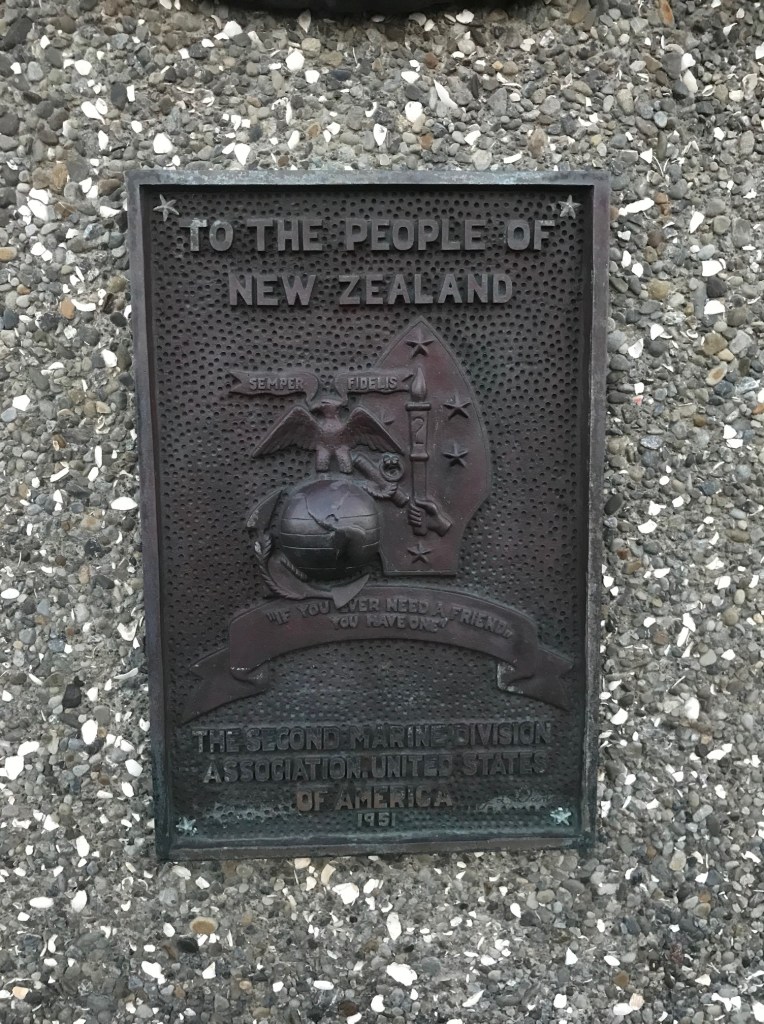 TO THE PEOPLE OF
NEW ZEALAND
SEMPER FIDELIS
2
"IF YOU EVER NEED A FRIEND
YOU HAVE ONE"
THE SECOND MARINE DIVISION
ASSOCIATION, UNITED STATES
OF AMERICA
1951